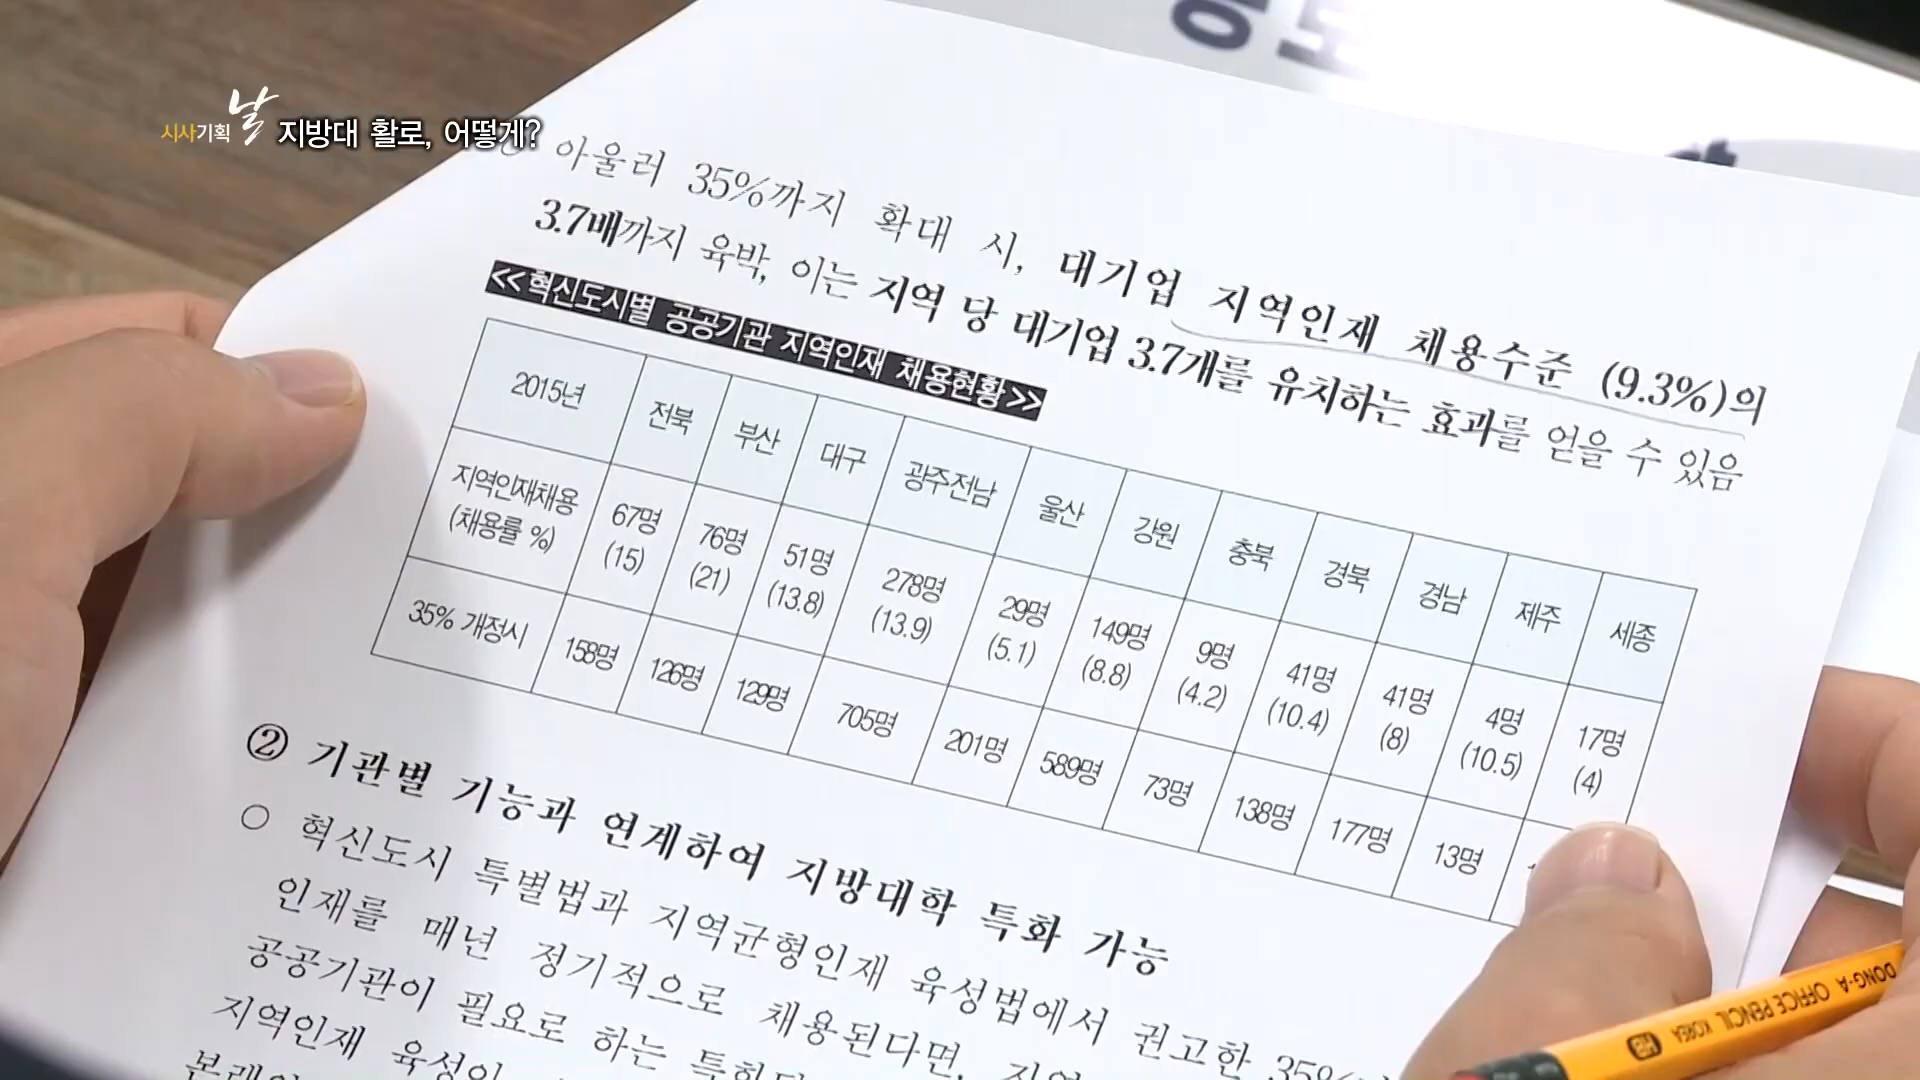 시사기획 날 지방대 활로, 어떻게?
아울러 35%까지 확대 시, 대기업 지역인재 채용수준 (9.3%)의
3.7배까지 육박, 이는 지역 당 대기업 3.7개를 유치하는 효과를 얻을 수 있음
<<혁신도시별 공공기관 지역인재 채용현황>>
2015년 전북 부산 대구 광주전남 울산 강원 충북 경북 경남 제주 세종
지역인재채용 67명 76명 51명 278명 29명 149명 9명 41명 41명 4명 17명
(채용률 %) (15) (21) (13.8) (13.9) (5.1) (8.8) (4.2) (10.4) (8) (10.5) (4)
35% 개정시 158명 126명 129명 705명 201명 589명 73명 138명 177명 13명
② 기관별 기능과 연계하여 지방대학 특화 가능
○ 혁신도시 특별법과 지역균형인재 육성법에서 권고한 35%
인재를 매년 정기적으로 채용된다면, 지역
공공기관이 필요로 하는
지역인재 육성이
DONG-A OFFICE PENCIL KOREA HB